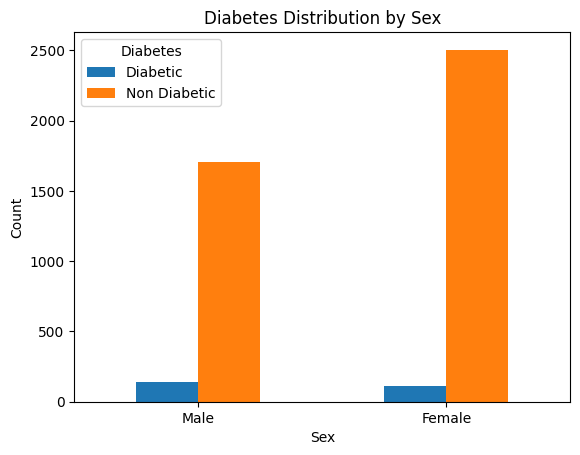 Diabetes Distribution by Sex
Diabetes
Diabetic
Non Diabetic
Count
2500
2000
1500
1000
500
0
Male
Female
Sex